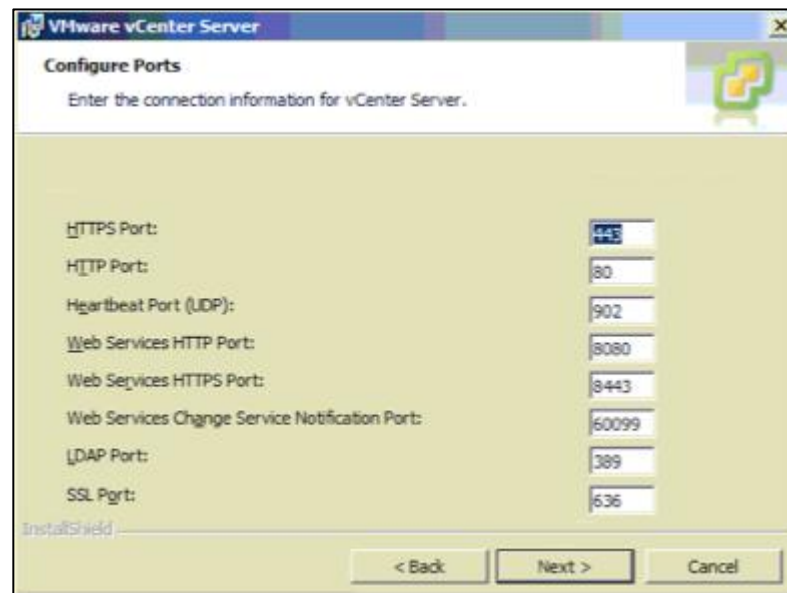 VMware vCenter Server
Configure Ports
Enter the connection information for vCenter Server.
HTTPS Port: 443
HTTP Port: 80
Heartbeat Port (UDP): 902
Web Services HTTP Port: 8080
Web Services HTTPS Port: 8443
Web Services Change Service Notification Port: 60099
LDAP Port: 389
SSL Port: 636
InstallShield
< Back Next > Cancel